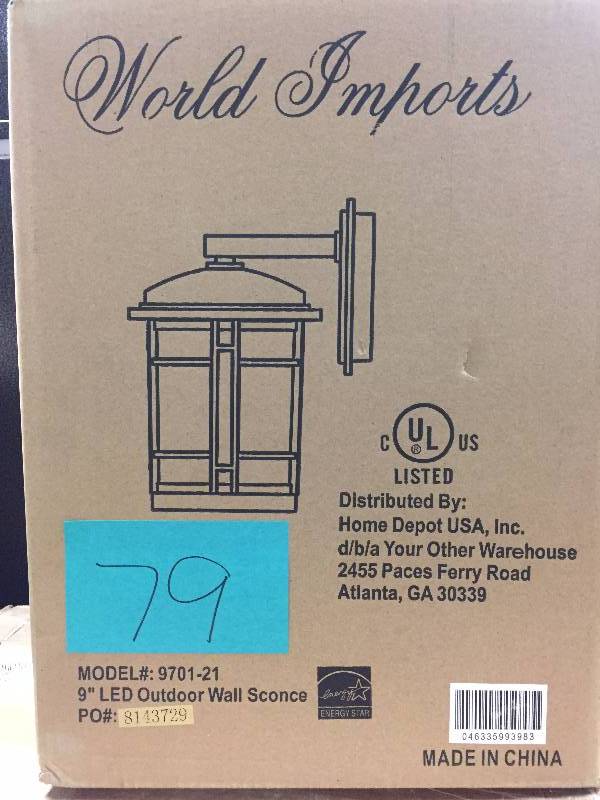 World Imports
C UL US
®
LISTED
Distributed By:
Home Depot USA, Inc.
d/b/a Your Other Warehouse
2455 Paces Ferry Road
Atlanta, GA 30339
79
MODEL#: 9701-21
9" LED Outdoor Wall Sconce
PO#: 8143729
energy
ENERGY STAR
046335993983
MADE IN CHINA